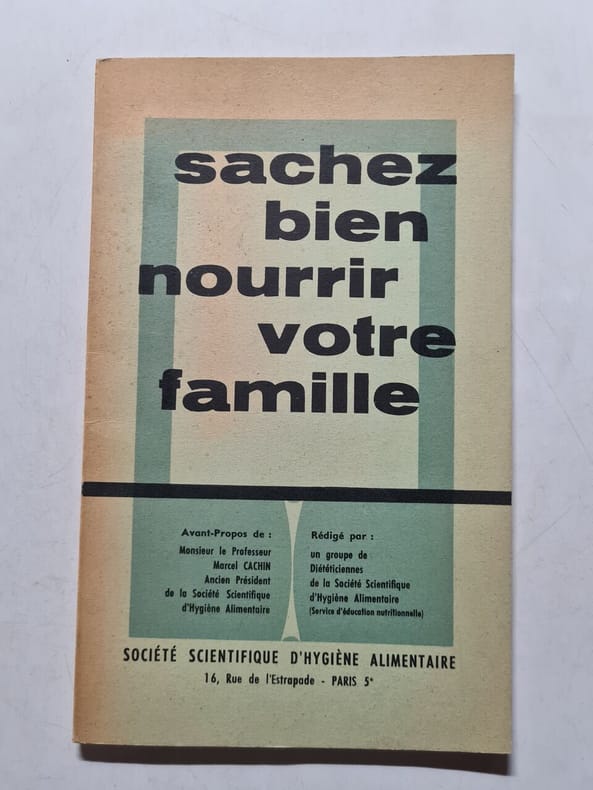 sachez
bien
nourrir
votre
famille
Avant-Propos de :
Monsieur le Professeur
Marcel CACHIN
Ancien Président
de la Société Scientifique
d'Hygiène Alimentaire
Rédigé par :
un groupe de
Diététiciennes
de la Société Scientifique
d'Hygiène Alimentaire
(Service d'éducation nutritionnelle)
SOCIÉTÉ SCIENTIFIQUE D'HYGIÈNE ALIMENTAIRE
16, Rue de l'Estrapade - PARIS 5e